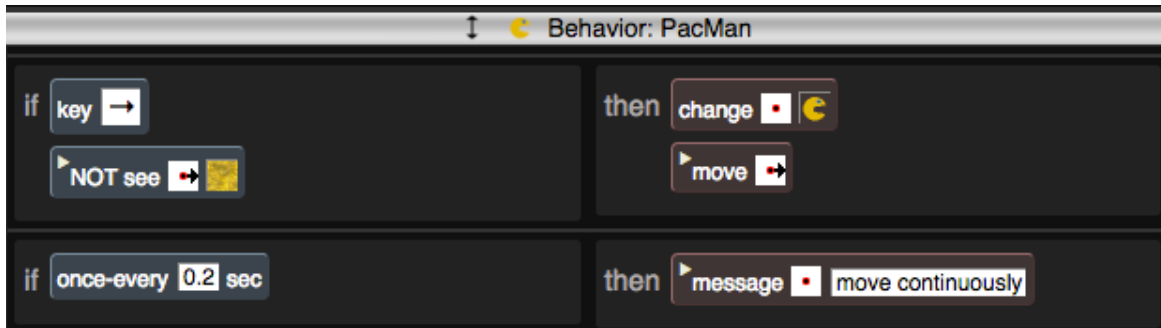 Behavior: PacMan
if key then change
NOT see move
if once-every 0.2 sec then message move continuously